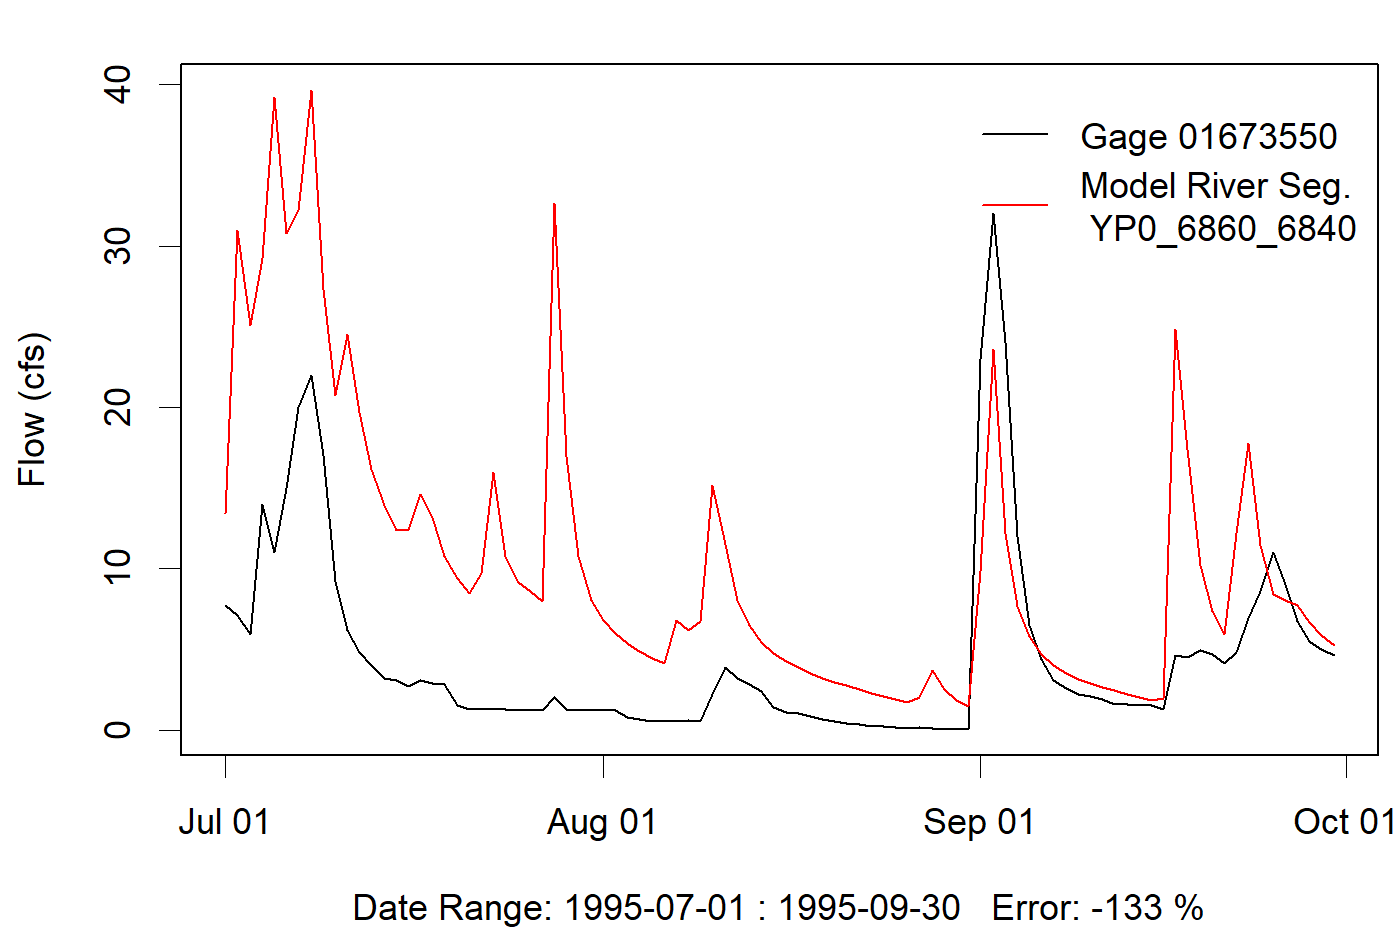 40
30
20
10
0
Flow (cfs)
Gage 01673550
Model River Seg.
YP0_6860_6840
Jul 01 Aug 01 Sep 01 Oct 01
Date Range: 1995-07-01 : 1995-09-30 Error: -133 %